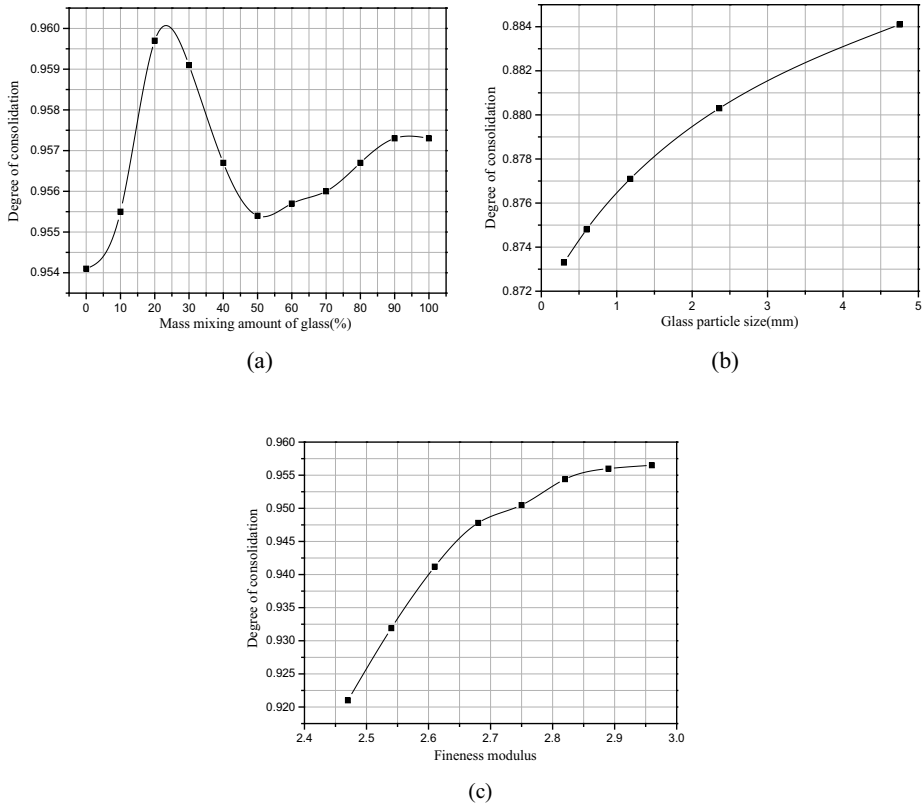 0.960
0.959
0.958
0.957
0.956
0.955
0.954
Degree of consolidation
0 10 20 30 40 50 60 70 80 90 100
Mass mixing amount of glass(%)
(a)
0.884
0.882
0.880
0.878
0.876
0.874
0.872
Degree of consolidation
0 1 2 3 4 5
Glass particle size(mm)
(b)
0.960
0.955
0.950
0.945
0.940
0.935
0.930
0.925
0.920
Degree of consolidation
2.4 2.5 2.6 2.7 2.8 2.9 3.0
Fineness modulus
(c)